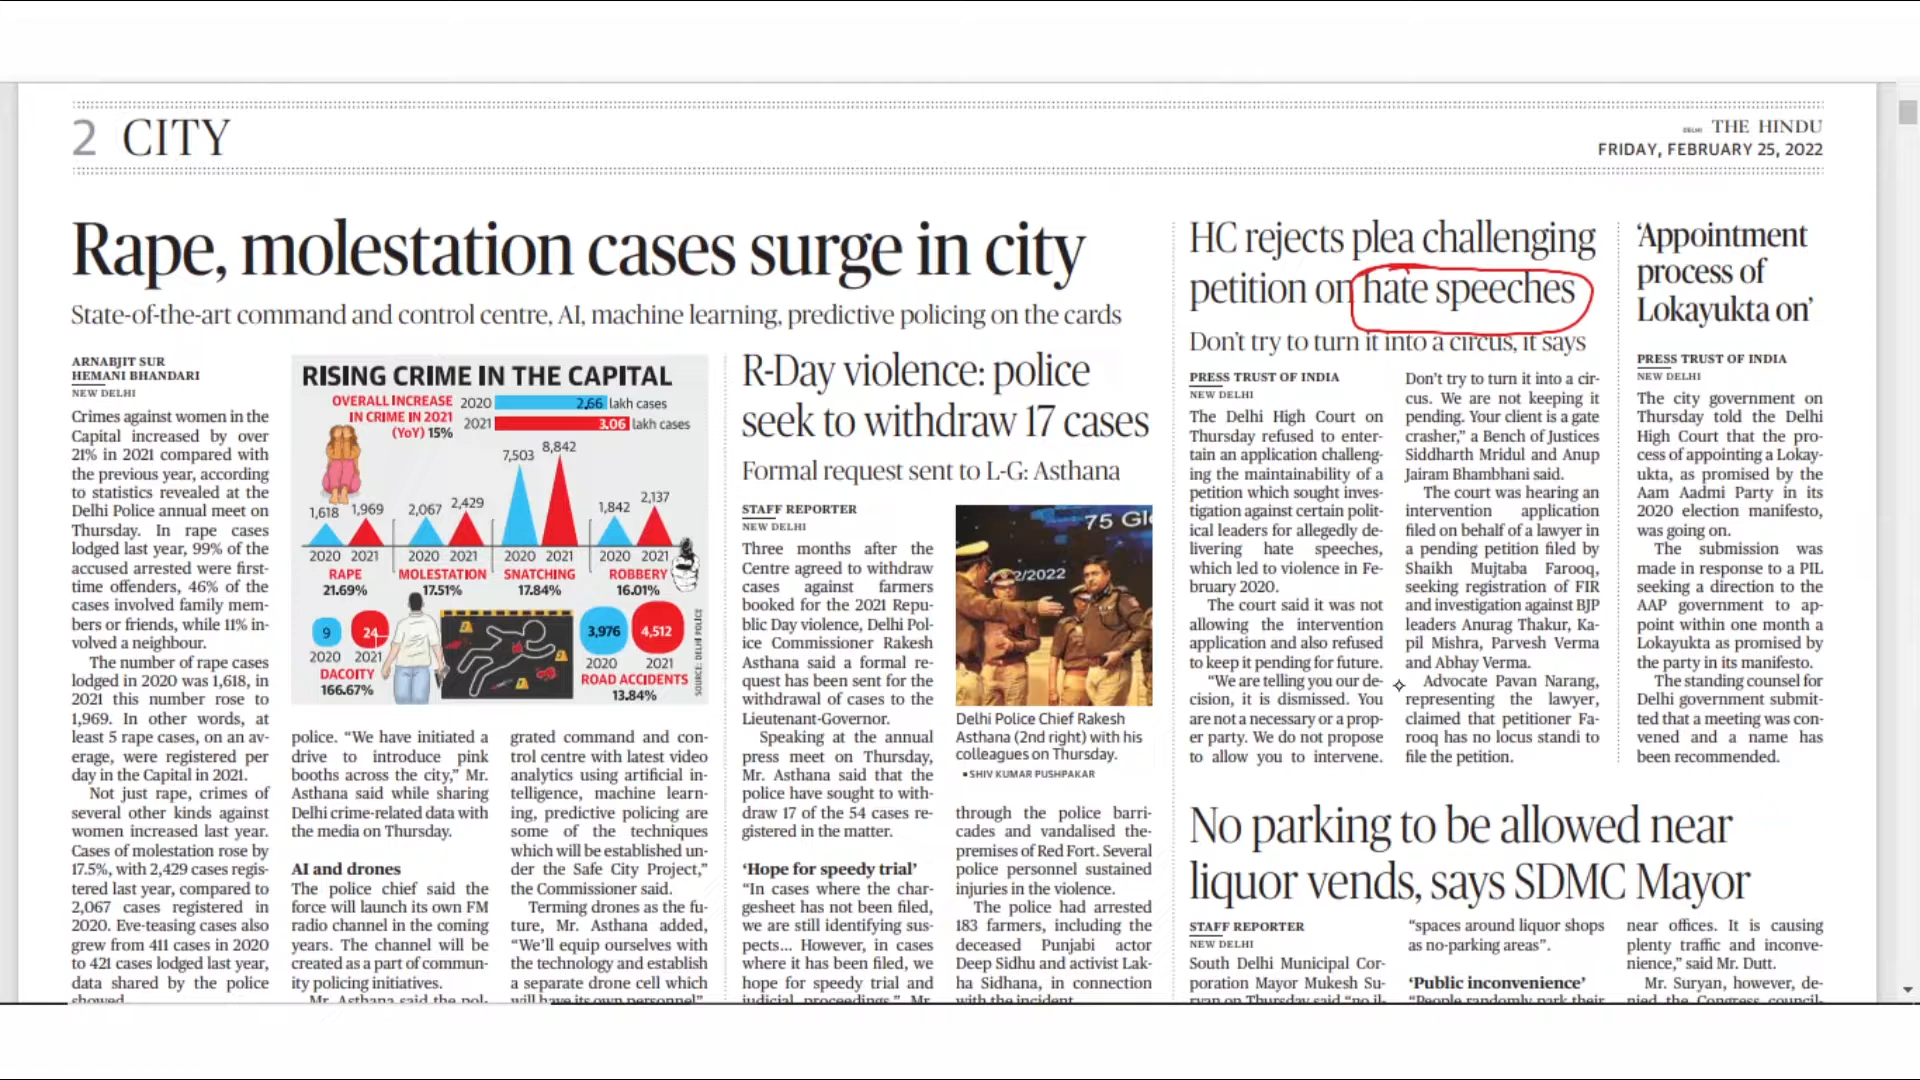 2 CITY
DELHI THE HINDU
FRIDAY, FEBRUARY 25, 2022
Rape, molestation cases surge in city
State-of-the-art command and control centre, AI, machine learning, predictive policing on the cards
ARNABJIT SUR
HEMANI BHANDARI
NEW DELHI
Crimes against women in the
Capital increased by over
21% in 2021 compared with
the previous year, according
to statistics revealed at the
Delhi Police annual meet on
Thursday. In rape cases
lodged last year, 99% of the
accused arrested were first-
time offenders, 46% of the
cases involved family mem-
bers or friends, while 11% in-
volved a neighbour.
The number of rape cases
lodged in 2020 was 1,618, in
2021 this number rose to
1,969. In other words, at
least 5 rape cases, on an av-
erage, were registered per
day in the Capital in 2021.
Not just rape, crimes of
several other kinds against
women increased last year.
Cases of molestation rose by
17.5%, with 2,429 cases regis-
tered last year, compared to
2,067 cases registered in
2020. Eve-teasing cases also
grew from 411 cases in 2020
to 421 cases lodged last year,
data shared by the police
showed.
RISING CRIME IN THE CAPITAL
OVERALL INCREASE
IN CRIME IN 2021
(YoY) 15%
2020 2.66 lakh cases
2021 3.06 lakh cases
1,618 1,969 2,067 2,429 7,503 8,842 1,842 2,137
2020 2021 2020 2021 2020 2021 2020 2021
RAPE MOLESTATION SNATCHING ROBBERY
21.69% 17.51% 17.84% 16.01%
9 24
2020 2021
DACOITY
166.67%
3,976 4,512
2020 2021
ROAD ACCIDENTS
13.84%
SOURCE: DELHI POLICE
police. “We have initiated a
drive to introduce pink
booths across the city,” Mr.
Asthana said while sharing
Delhi crime-related data with
the media on Thursday.
AI and drones
The police chief said the
force will launch its own FM
radio channel in the coming
years. The channel will be
created as a part of commun-
ity policing initiatives.
Mr. Asthana said the pol-
grated command and con-
trol centre with latest video
analytics using artificial in-
telligence, machine learn-
ing, predictive policing are
some of the techniques
which will be established un-
der the Safe City Project,”
the Commissioner said.
Terming drones as the fu-
ture, Mr. Asthana added,
“We’ll equip ourselves with
the technology and establish
a separate drone cell which
will have its own personnel”
R-Day violence: police
seek to withdraw 17 cases
Formal request sent to L-G: Asthana
STAFF REPORTER
NEW DELHI
Three months after the
Centre agreed to withdraw
cases against farmers
booked for the 2021 Repu-
blic Day violence, Delhi Pol-
ice Commissioner Rakesh
Asthana said a formal re-
quest has been sent for the
withdrawal of cases to the
Lieutenant-Governor.
Speaking at the annual
press meet on Thursday,
Mr. Asthana said that the
police have sought to with-
draw 17 of the 54 cases re-
gistered in the matter.
‘Hope for speedy trial’
“In cases where the char-
gesheet has not been filed,
we are still identifying sus-
pects... However, in cases
where it has been filed, we
hope for speedy trial and
judicial proceedings.” Mr.
75 Gl
2/2022
Delhi Police Chief Rakesh
Asthana (2nd right) with his
colleagues on Thursday.
▪SHIV KUMAR PUSHPAKAR
through the police barri-
cades and vandalised the-
premises of Red Fort. Several
police personnel sustained
injuries in the violence.
The police had arrested
183 farmers, including the
deceased Punjabi actor
Deep Sidhu and activist Lak-
ha Sidhana, in connection
with the incident.
HC rejects plea challenging
petition on hate speeches
Don’t try to turn it into a circus, it says
PRESS TRUST OF INDIA
NEW DELHI
The Delhi High Court on
Thursday refused to enter-
tain an application challeng-
ing the maintainability of a
petition which sought inves-
tigation against certain polit-
ical leaders for allegedly de-
livering hate speeches,
which led to violence in Fe-
bruary 2020.
The court said it was not
allowing the intervention
application and also refused
to keep it pending for future.
“We are telling you our de-
cision, it is dismissed. You
are not a necessary or a prop-
er party. We do not propose
to allow you to intervene.
Don’t try to turn it into a cir-
cus. We are not keeping it
pending. Your client is a gate
crasher,” a Bench of Justices
Siddharth Mridul and Anup
Jairam Bhambhani said.
The court was hearing an
intervention application
filed on behalf of a lawyer in
a pending petition filed by
Shaikh Mujtaba Farooq,
seeking registration of FIR
and investigation against BJP
leaders Anurag Thakur, Ka-
pil Mishra, Parvesh Verma
and Abhay Verma.
Advocate Pavan Narang,
representing the lawyer,
claimed that petitioner Fa-
rooq has no locus standi to
file the petition.
‘Appointment
process of
Lokayukta on’
PRESS TRUST OF INDIA
NEW DELHI
The city government on
Thursday told the Delhi
High Court that the pro-
cess of appointing a Lokay-
ukta, as promised by the
Aam Aadmi Party in its
2020 election manifesto,
was going on.
The submission was
made in response to a PIL
seeking a direction to the
AAP government to ap-
point within one month a
Lokayukta as promised by
the party in its manifesto.
The standing counsel for
Delhi government submit-
ted that a meeting was con-
vened and a name has
been recommended.
No parking to be allowed near
liquor vends, says SDMC Mayor
STAFF REPORTER
NEW DELHI
South Delhi Municipal Cor-
poration Mayor Mukesh Su-
ryan on Thursday said “no il-
“spaces around liquor shops
as no-parking areas”.
‘Public inconvenience’
“People randomly park their
near offices. It is causing
plenty traffic and inconve-
nience,” said Mr. Dutt.
Mr. Suryan, however, de-
nied the Congress council-